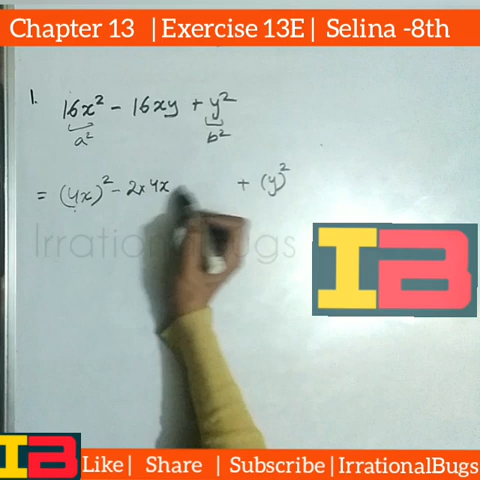 Chapter 13 | Exercise 13E | Selina -8th
1. 16x² - 16xy + y²
a² b²
= (4x)² - 2×4x + (y)²
IrrationalBugs
IB
IB Like | Share | Subscribe | IrrationalBugs